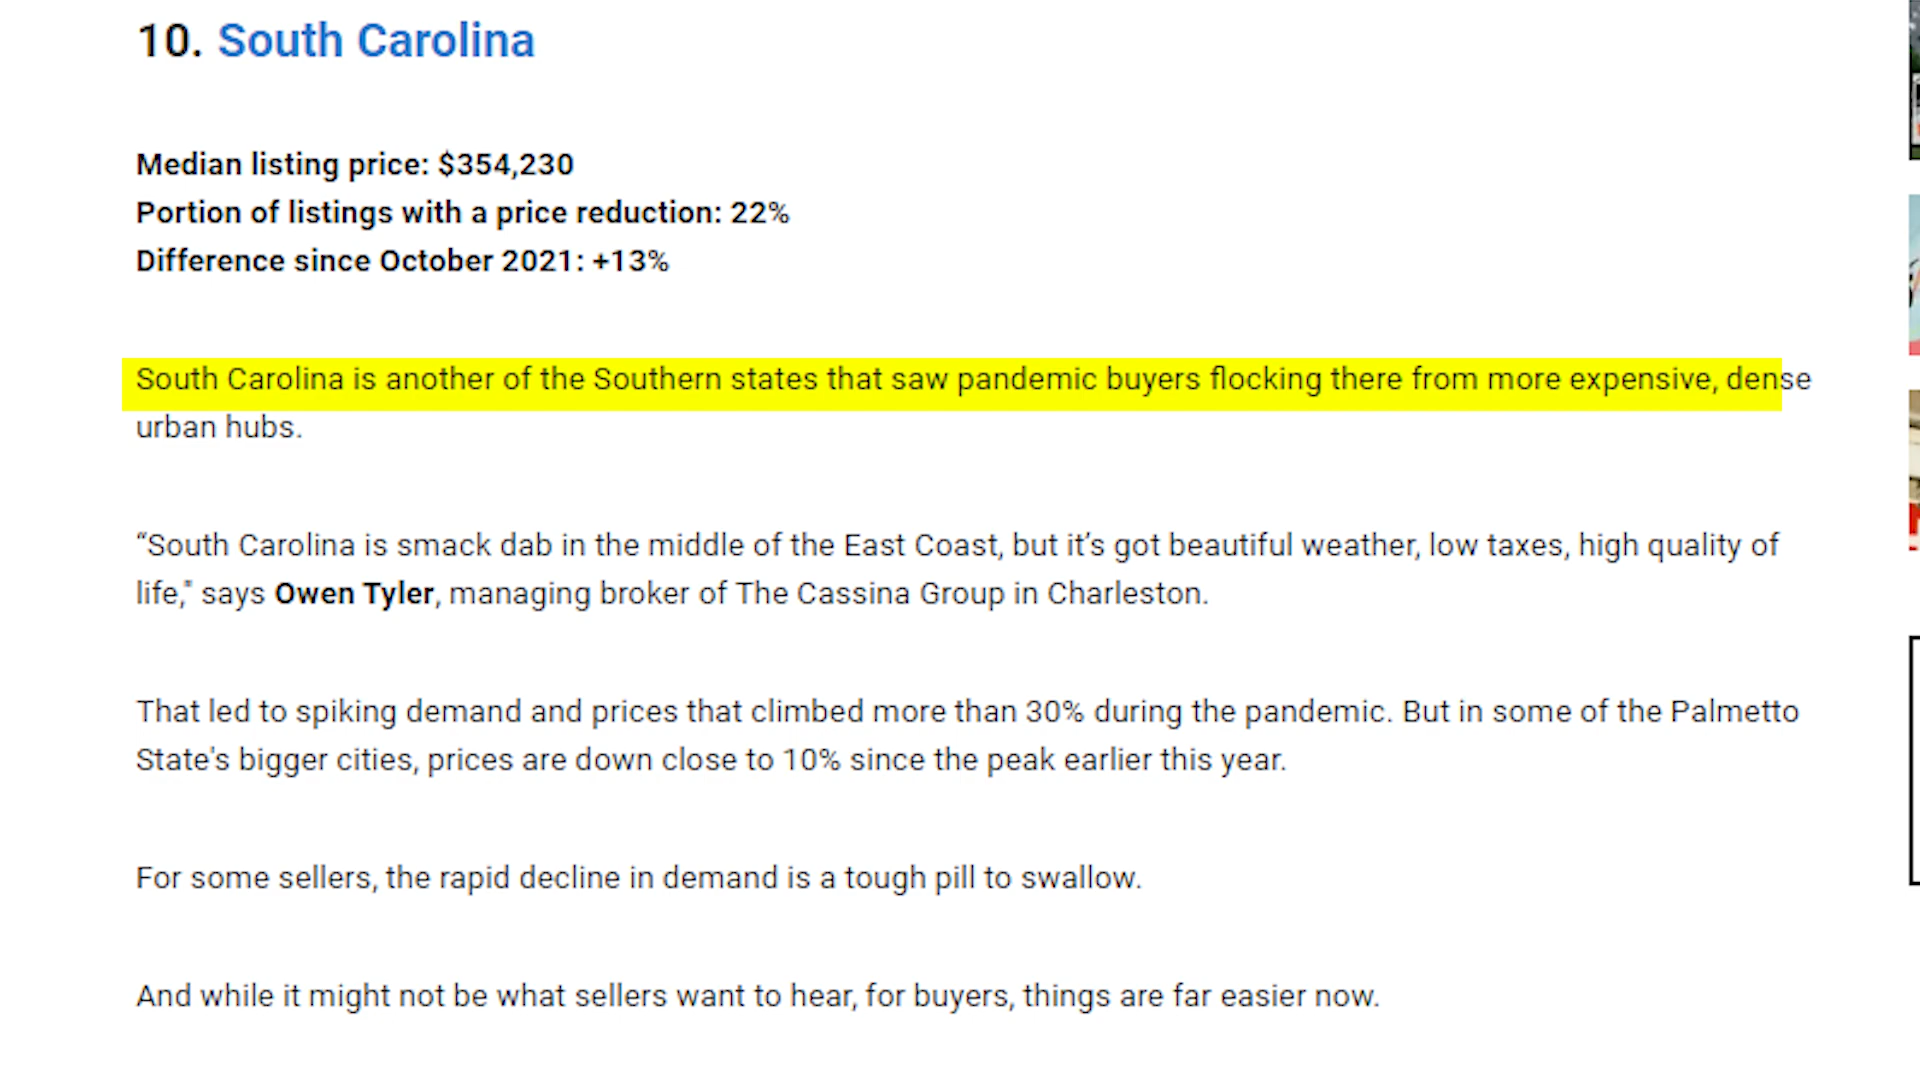 10. South Carolina
Median listing price: $354,230
Portion of listings with a price reduction: 22%
Difference since October 2021: +13%
South Carolina is another of the Southern states that saw pandemic buyers flocking there from more expensive, dense
urban hubs.
“South Carolina is smack dab in the middle of the East Coast, but it’s got beautiful weather, low taxes, high quality of
life," says Owen Tyler, managing broker of The Cassina Group in Charleston.
That led to spiking demand and prices that climbed more than 30% during the pandemic. But in some of the Palmetto
State's bigger cities, prices are down close to 10% since the peak earlier this year.
For some sellers, the rapid decline in demand is a tough pill to swallow.
And while it might not be what sellers want to hear, for buyers, things are far easier now.